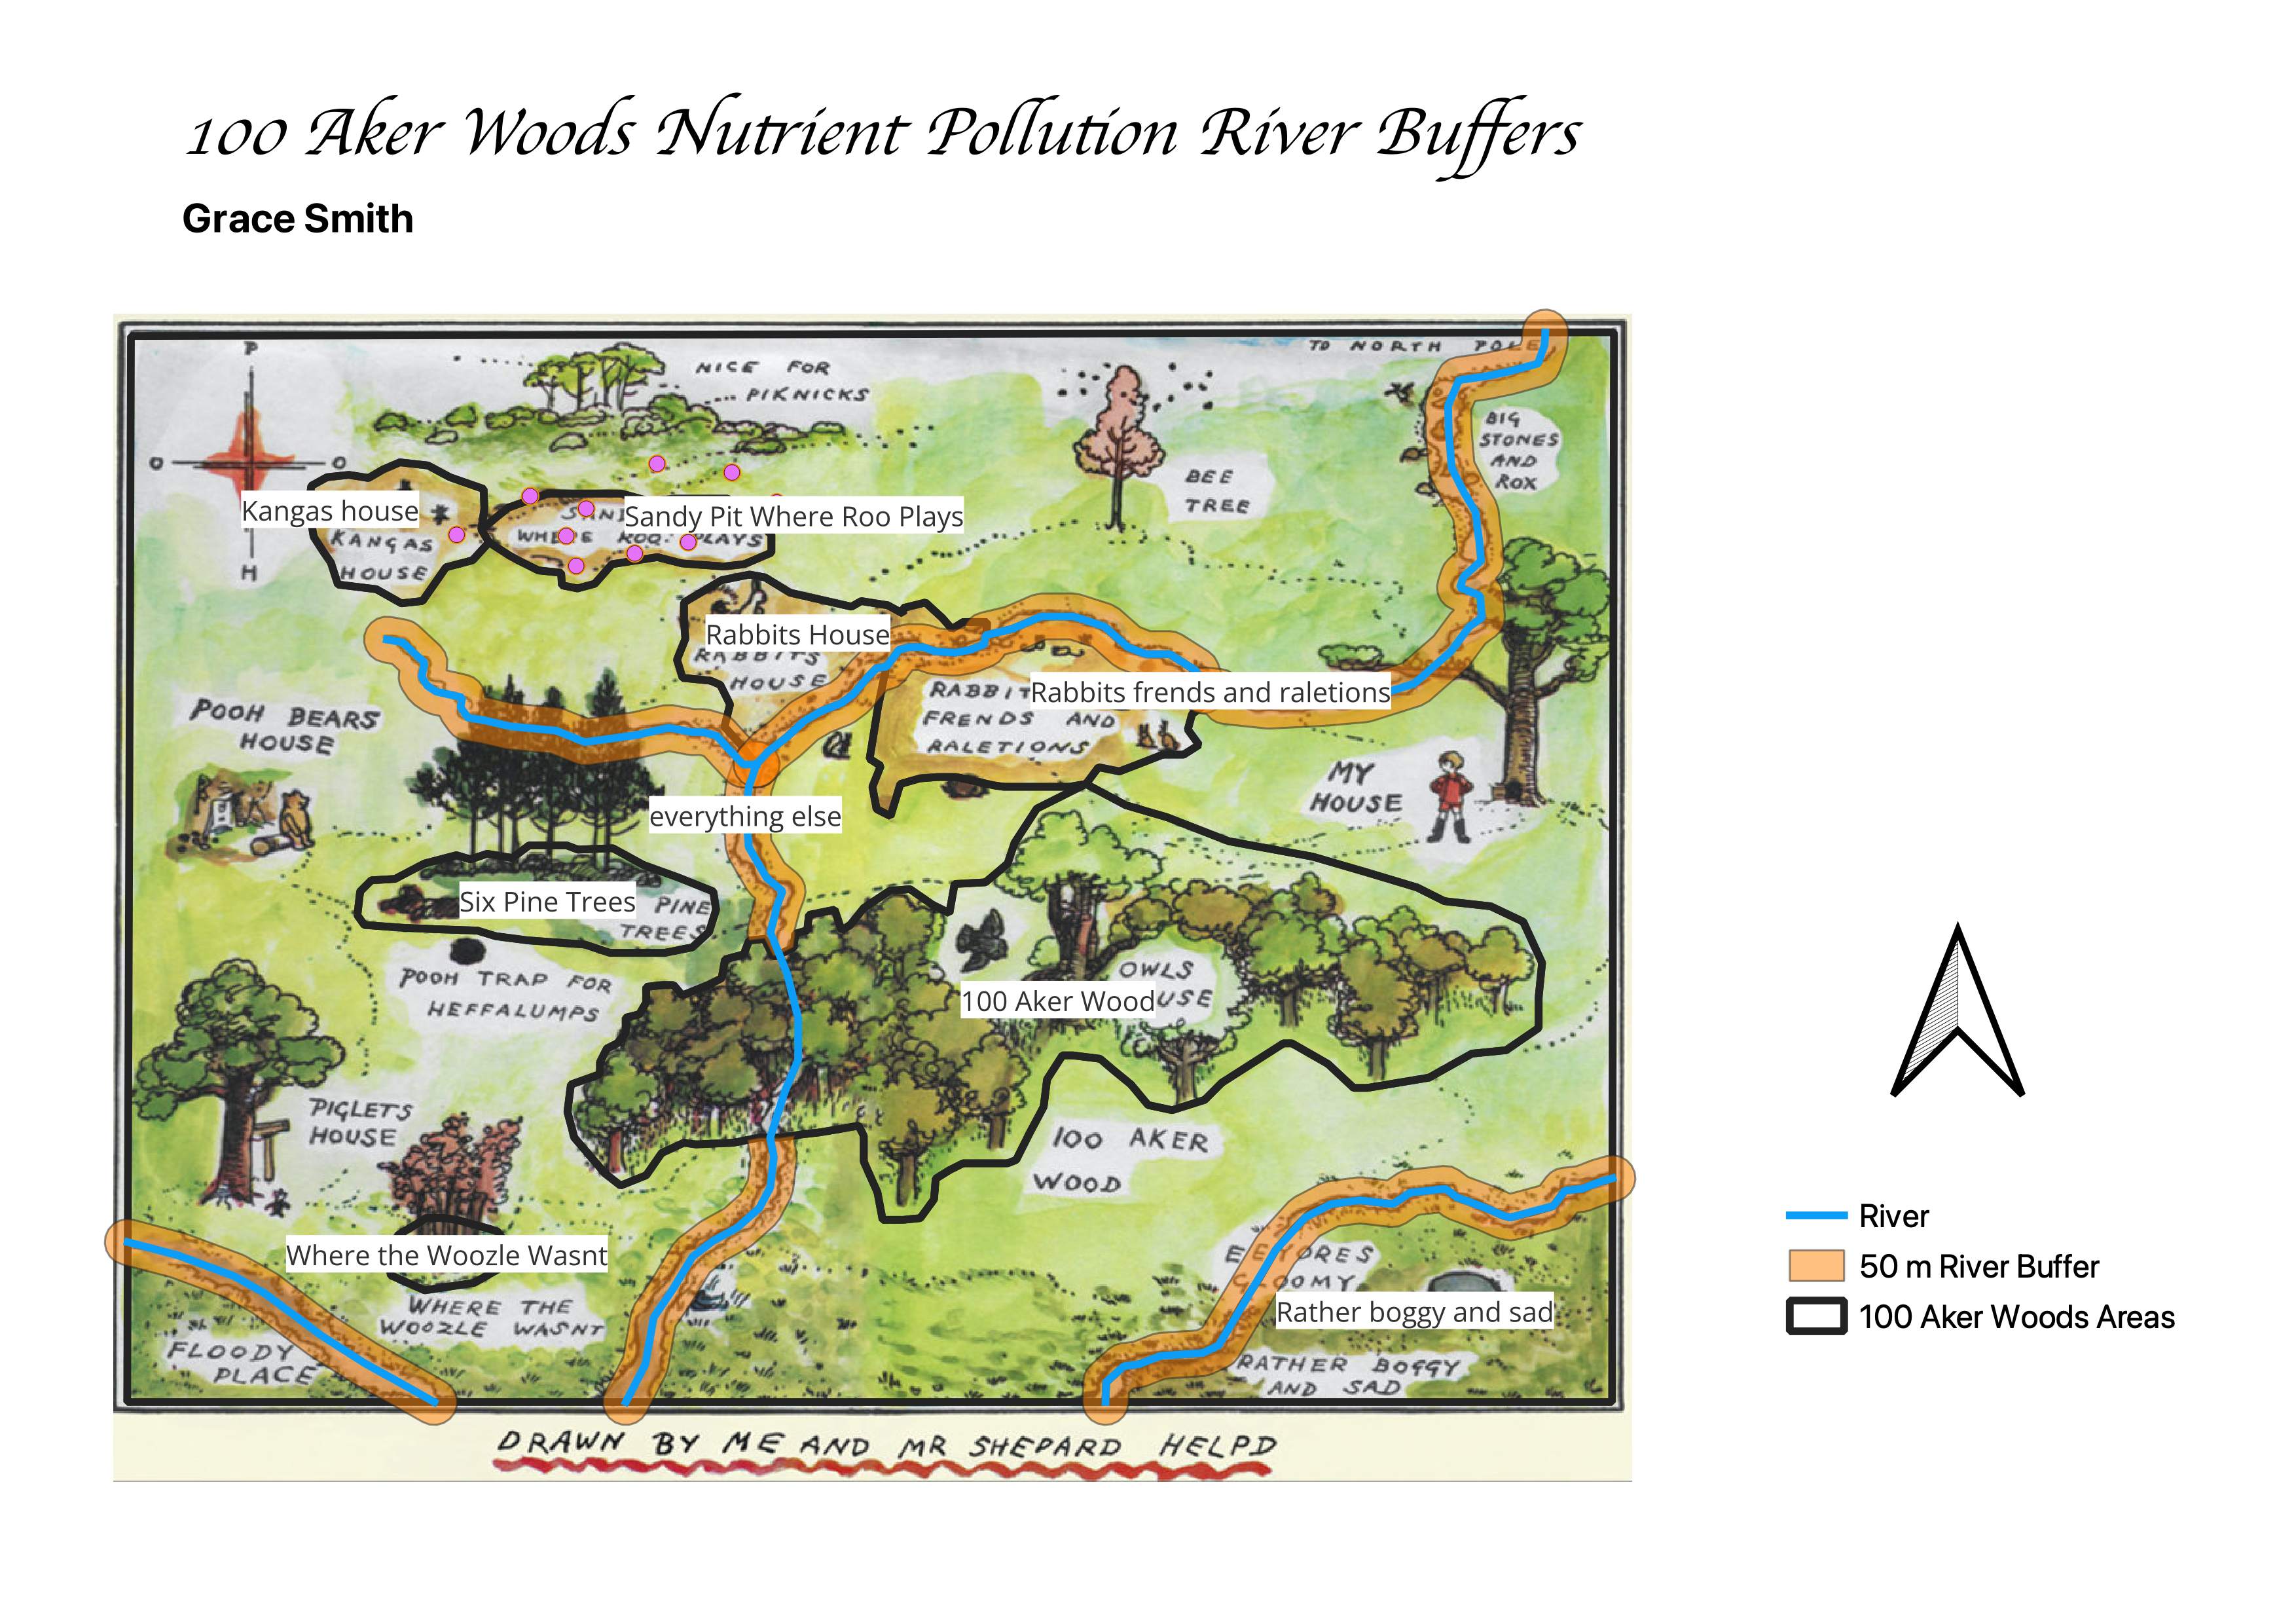 100 Aker Woods Nutrient Pollution River Buffers
Grace Smith
P
TO NORTH POLE
NICE FOR
PIKNICKS
BIG
STONES
AND
ROX
O
O
BEE
TREE
Kangas house
Sandy Pit Where Roo Plays
KANGAS
HOUSE
ROO PLAYS
H
Rabbits House
RABBITS
HOUSE
Rabbits frends and raletions
FRENDS AND
RALETIONS
POOH BEARS
HOUSE
MY
HOUSE
everything else
Six Pine Trees
PINE
TREES
OWLS
100 Aker Wood
POOH TRAP FOR
HEFFALUMPS
PIGLETS
HOUSE
100 AKER
WOOD
River
Where the Woozle Wasnt
EEYORES
GLOOMY
50 m River Buffer
WHERE THE
WOOZLE WASNT
Rather boggy and sad
100 Aker Woods Areas
FLOODY
PLACE
RATHER BOGGY
AND SAD
DRAWN BY ME AND MR SHEPARD HELPD